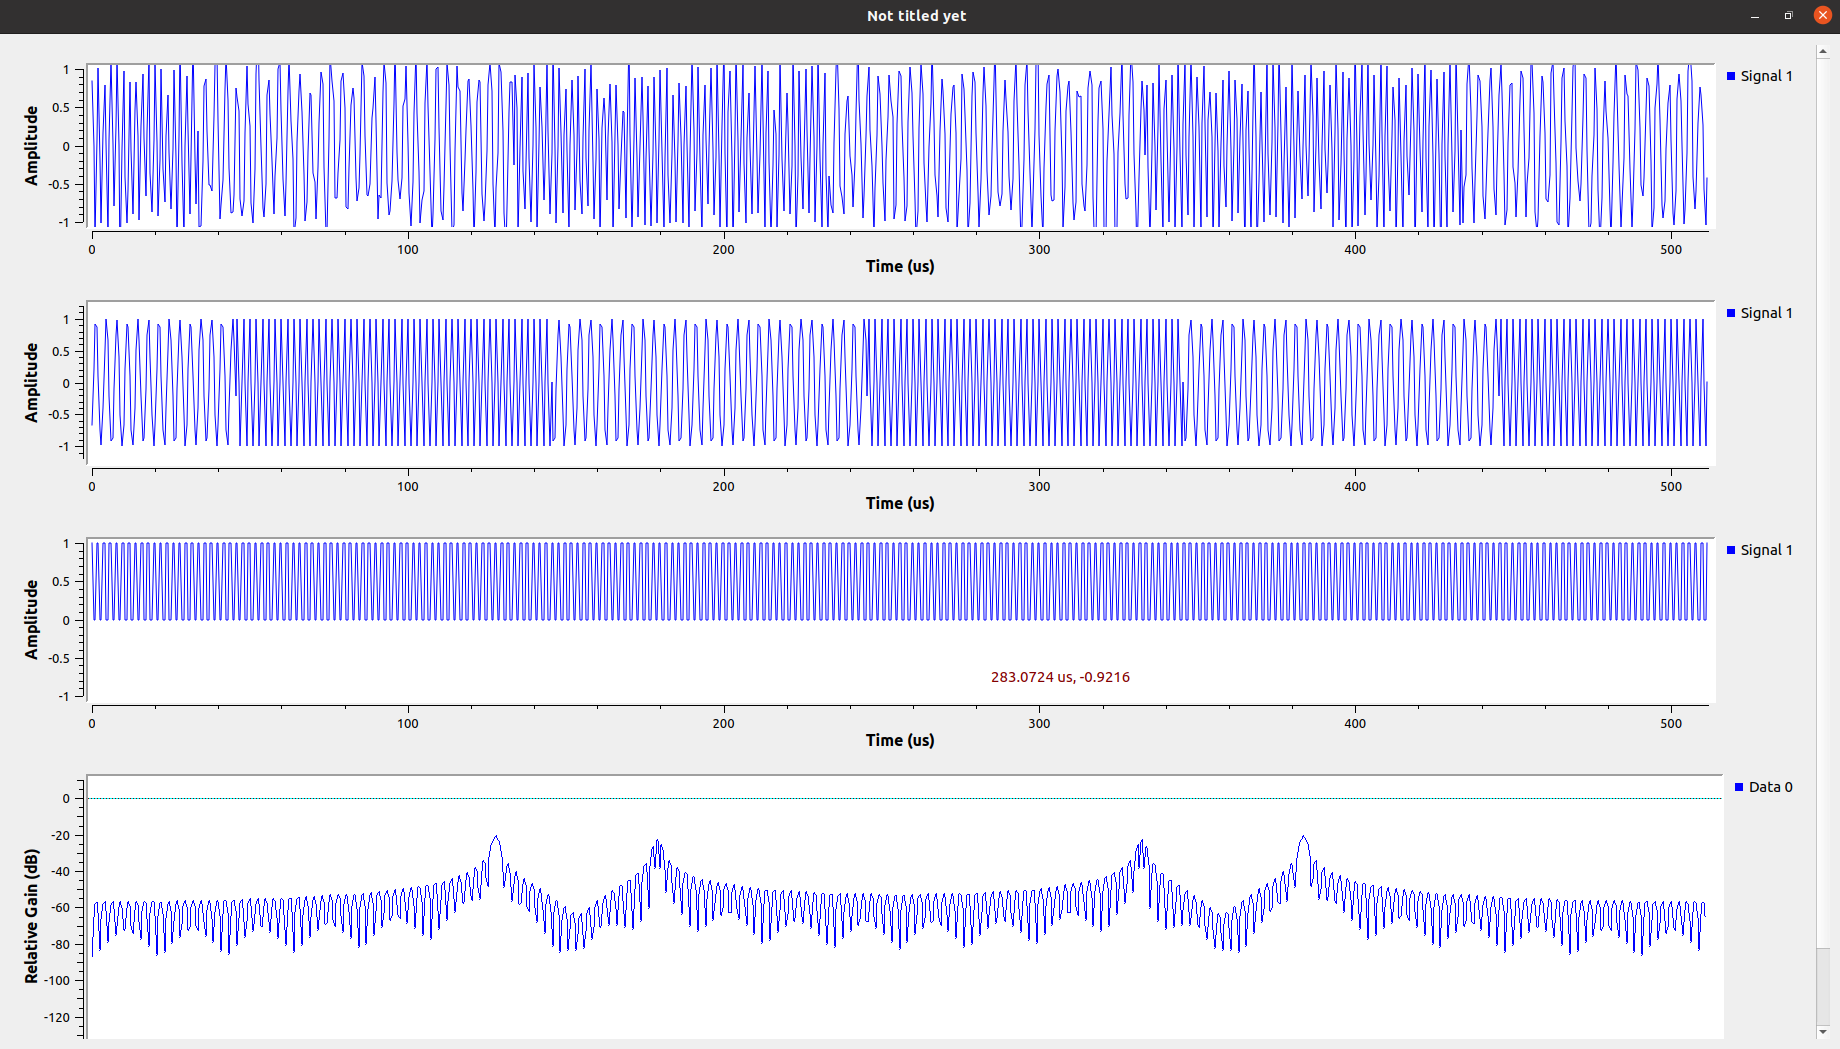 Not titled yet
Amplitude
1
0.5
0
-0.5
-1
0 100 200 300 400 500
Time (us)
Signal 1
Amplitude
1
0.5
0
-0.5
-1
0 100 200 300 400 500
Time (us)
Signal 1
Amplitude
1
0.5
0
-0.5
-1
283.0724 us, -0.9216
0 100 200 300 400 500
Time (us)
Signal 1
Relative Gain (dB)
0
-20
-40
-60
-80
-100
-120
Data 0